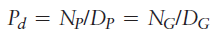 P_d = N_P/D_P = N_G/D_G